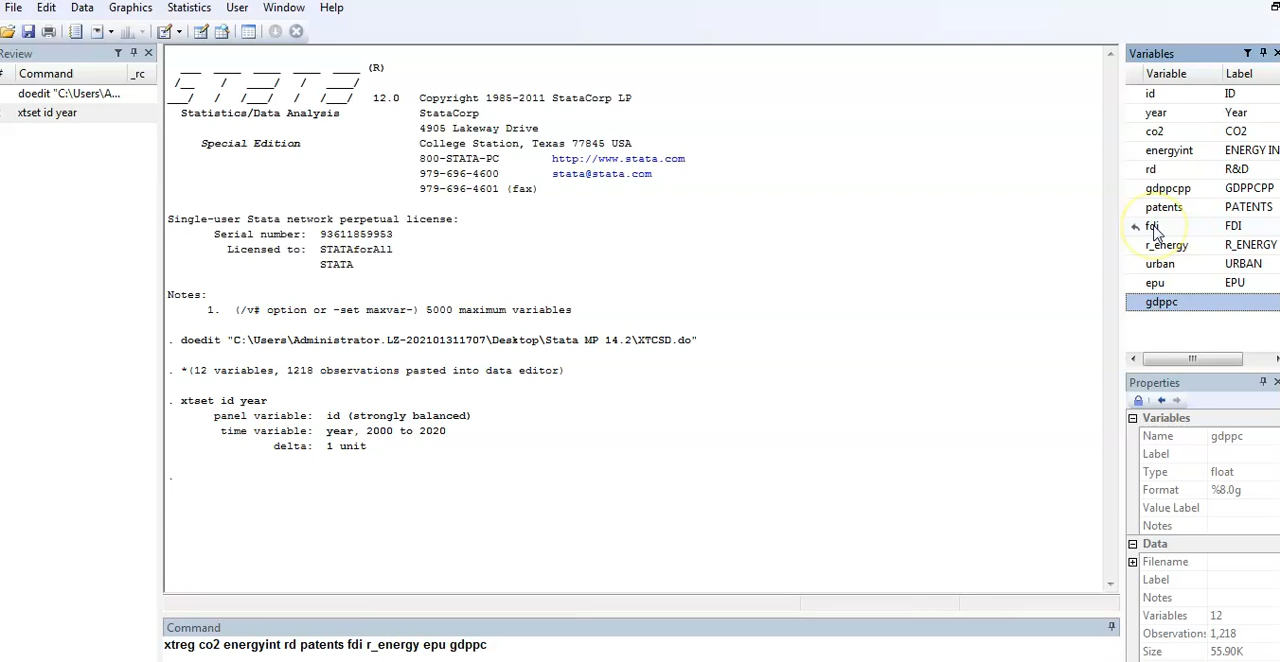 File Edit Data Graphics Statistics User Window Help
Review
# Command _rc
doedit "C:\Users\A...
xtset id year
(R)
12.0 Copyright 1985-2011 StataCorp LP
Statistics/Data Analysis StataCorp
4905 Lakeway Drive
Special Edition College Station, Texas 77845 USA
800-STATA-PC http://www.stata.com
979-696-4600 stata@stata.com
979-696-4601 (fax)
Single-user Stata network perpetual license:
Serial number: 93611859953
Licensed to: STATAforAll
STATA
Notes:
1. (/v# option or -set maxvar-) 5000 maximum variables
. doedit "C:\Users\Administrator.LZ-202101311707\Desktop\Stata MP 14.2\XTCSD.do"
. *(12 variables, 1218 observations pasted into data editor)
. xtset id year
panel variable: id (strongly balanced)
time variable: year, 2000 to 2020
delta: 1 unit
.
Command
xtreg co2 energyint rd patents fdi r_energy epu gdppc
Variables
Variable Label
id ID
year Year
co2 CO2
energyint ENERGY IN
rd R&D
gdppcpp GDPPCPP
patents PATENTS
fdi FDI
r_energy R_ENERGY
urban URBAN
epu EPU
gdppc
Properties
Variables
Name gdppc
Label
Type float
Format %8.0g
Value Label
Notes
Data
Filename
Label
Notes
Variables 12
Observations 1,218
Size 55.90K